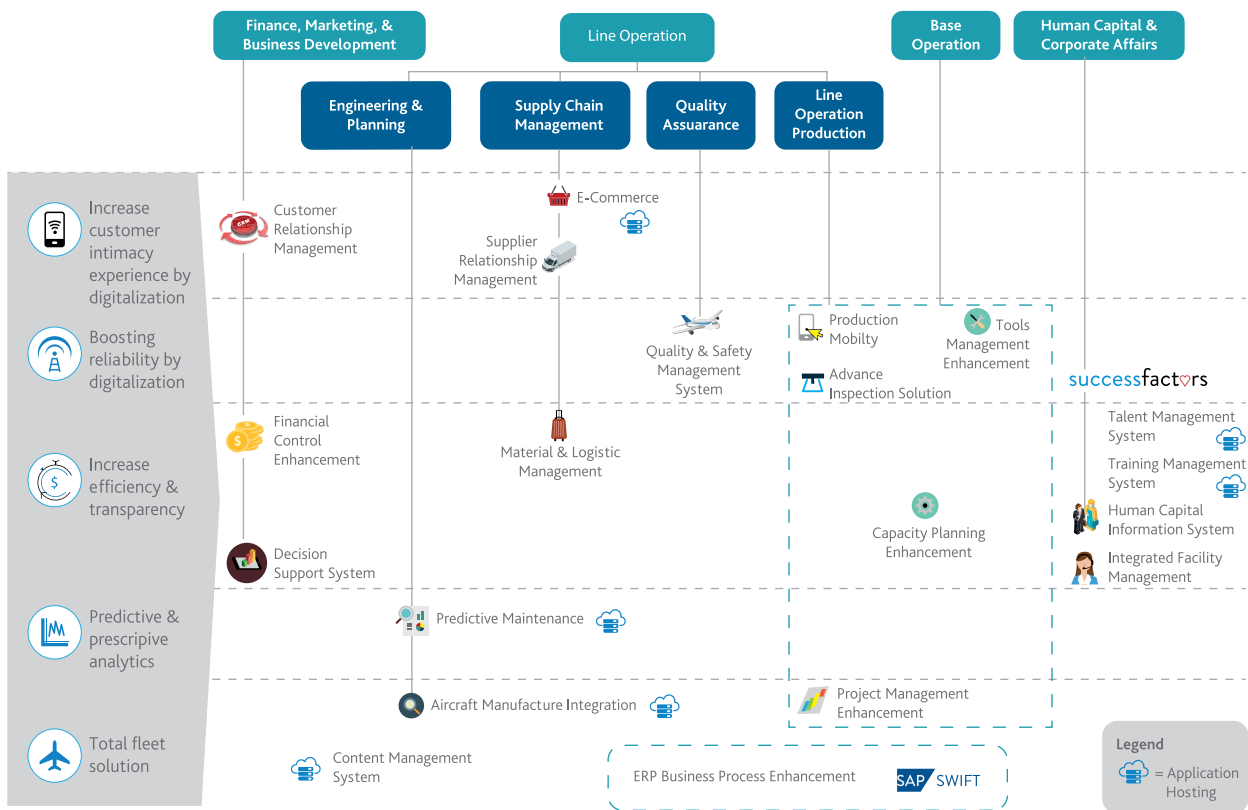 Finance, Marketing, &
Business Development
Line Operation
Base
Operation
Human Capital &
Corporate Affairs
Engineering &
Planning
Supply Chain
Management
Quality
Assuarance
Line
Operation
Production
Increase
customer
intimacy
experience by
digitalization
CRM
Customer
Relationship
Management
E-Commerce
Supplier
Relationship
Management
Boosting
reliability by
digitalization
Quality & Safety
Management
System
Production
Mobilty
Tools
Management
Enhancement
Advance
Inspection Solution
successfactors
Increase
efficiency &
transparency
$
$
Financial
Control
Enhancement
Material & Logistic
Management
Talent Management
System
Training Management
System
Capacity Planning
Enhancement
Human Capital
Information System
Decision
Support System
Integrated Facility
Management
Predictive &
prescripive
analytics
Predictive Maintenance
Aircraft Manufacture Integration
Project Management
Enhancement
Total fleet
solution
Content Management
System
ERP Business Process Enhancement
SAP SWIFT
Legend
= Application
Hosting